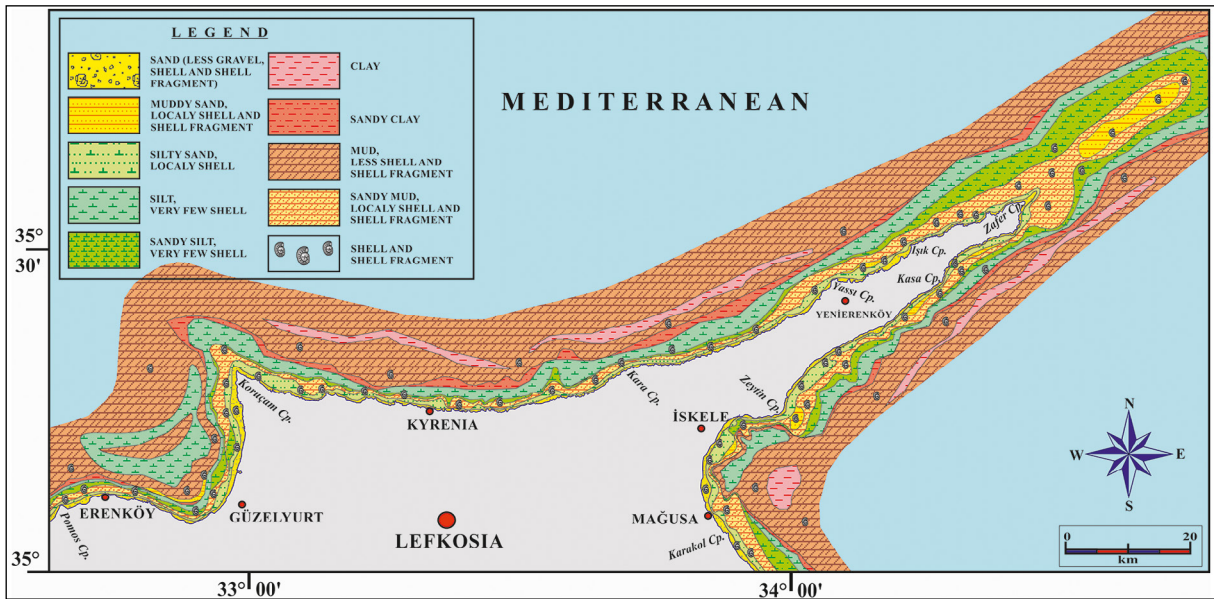 LEGEND
SAND (LESS GRAVEL,
SHELL AND SHELL
FRAGMENT)
MUDDY SAND,
LOCALY SHELL AND
SHELL FRAGMENT
SILTY SAND,
LOCALY SHELL
SILT,
VERY FEW SHELL
SANDY SILT,
VERY FEW SHELL
CLAY
SANDY CLAY
MUD,
LESS SHELL AND
SHELL FRAGMENT
SANDY MUD,
LOCALY SHELL AND
SHELL FRAGMENT
SHELL AND
SHELL FRAGMENT
MEDITERRANEAN
35°
30'
Zafer Cp.
Işık Cp.
Kasa Cp.
Yassı Cp.
YENİERENKÖY
Koruçam Cp.
Kara Cp.
Zeytin Cp.
KYRENIA
İSKELE
N
W
E
S
ERENKÖY
GÜZELYURT
LEFKOSIA
MAĞUSA
Pomos Cp.
Karakol Cp.
0 20
km
35°
33° 00'
34° 00'